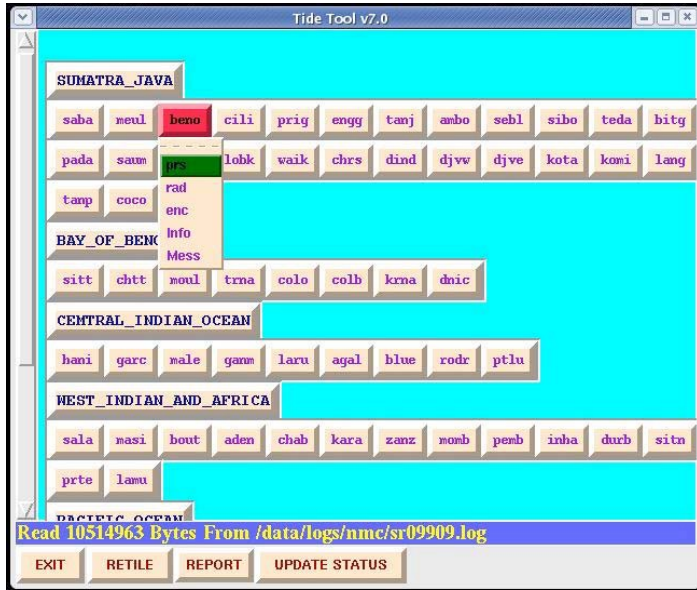 Tide Tool v7.0
SUMATRA_JAVA
saba meul beno cili prig engg tanj ambo sebl sibo teda bitg
pada saum lobk waik chrs dind djvw djve kota komi lang
prs
rad
tanp coco
enc
Info
BAY_OF_BENG
Mess
sitt chtt moul trna colo colb krna dnic
CENTRAL_INDIAN_OCEAN
hani garc male ganm laru agal blue rodr ptlu
WEST_INDIAN_AND_AFRICA
sala masi bout aden chab kara zanz momb pemb inha durb sitn
prte lamu
PACIFIC_OCEAN
Read 10514963 Bytes From /data/logs/nmc/sr09909.log
EXIT RETILE REPORT UPDATE STATUS